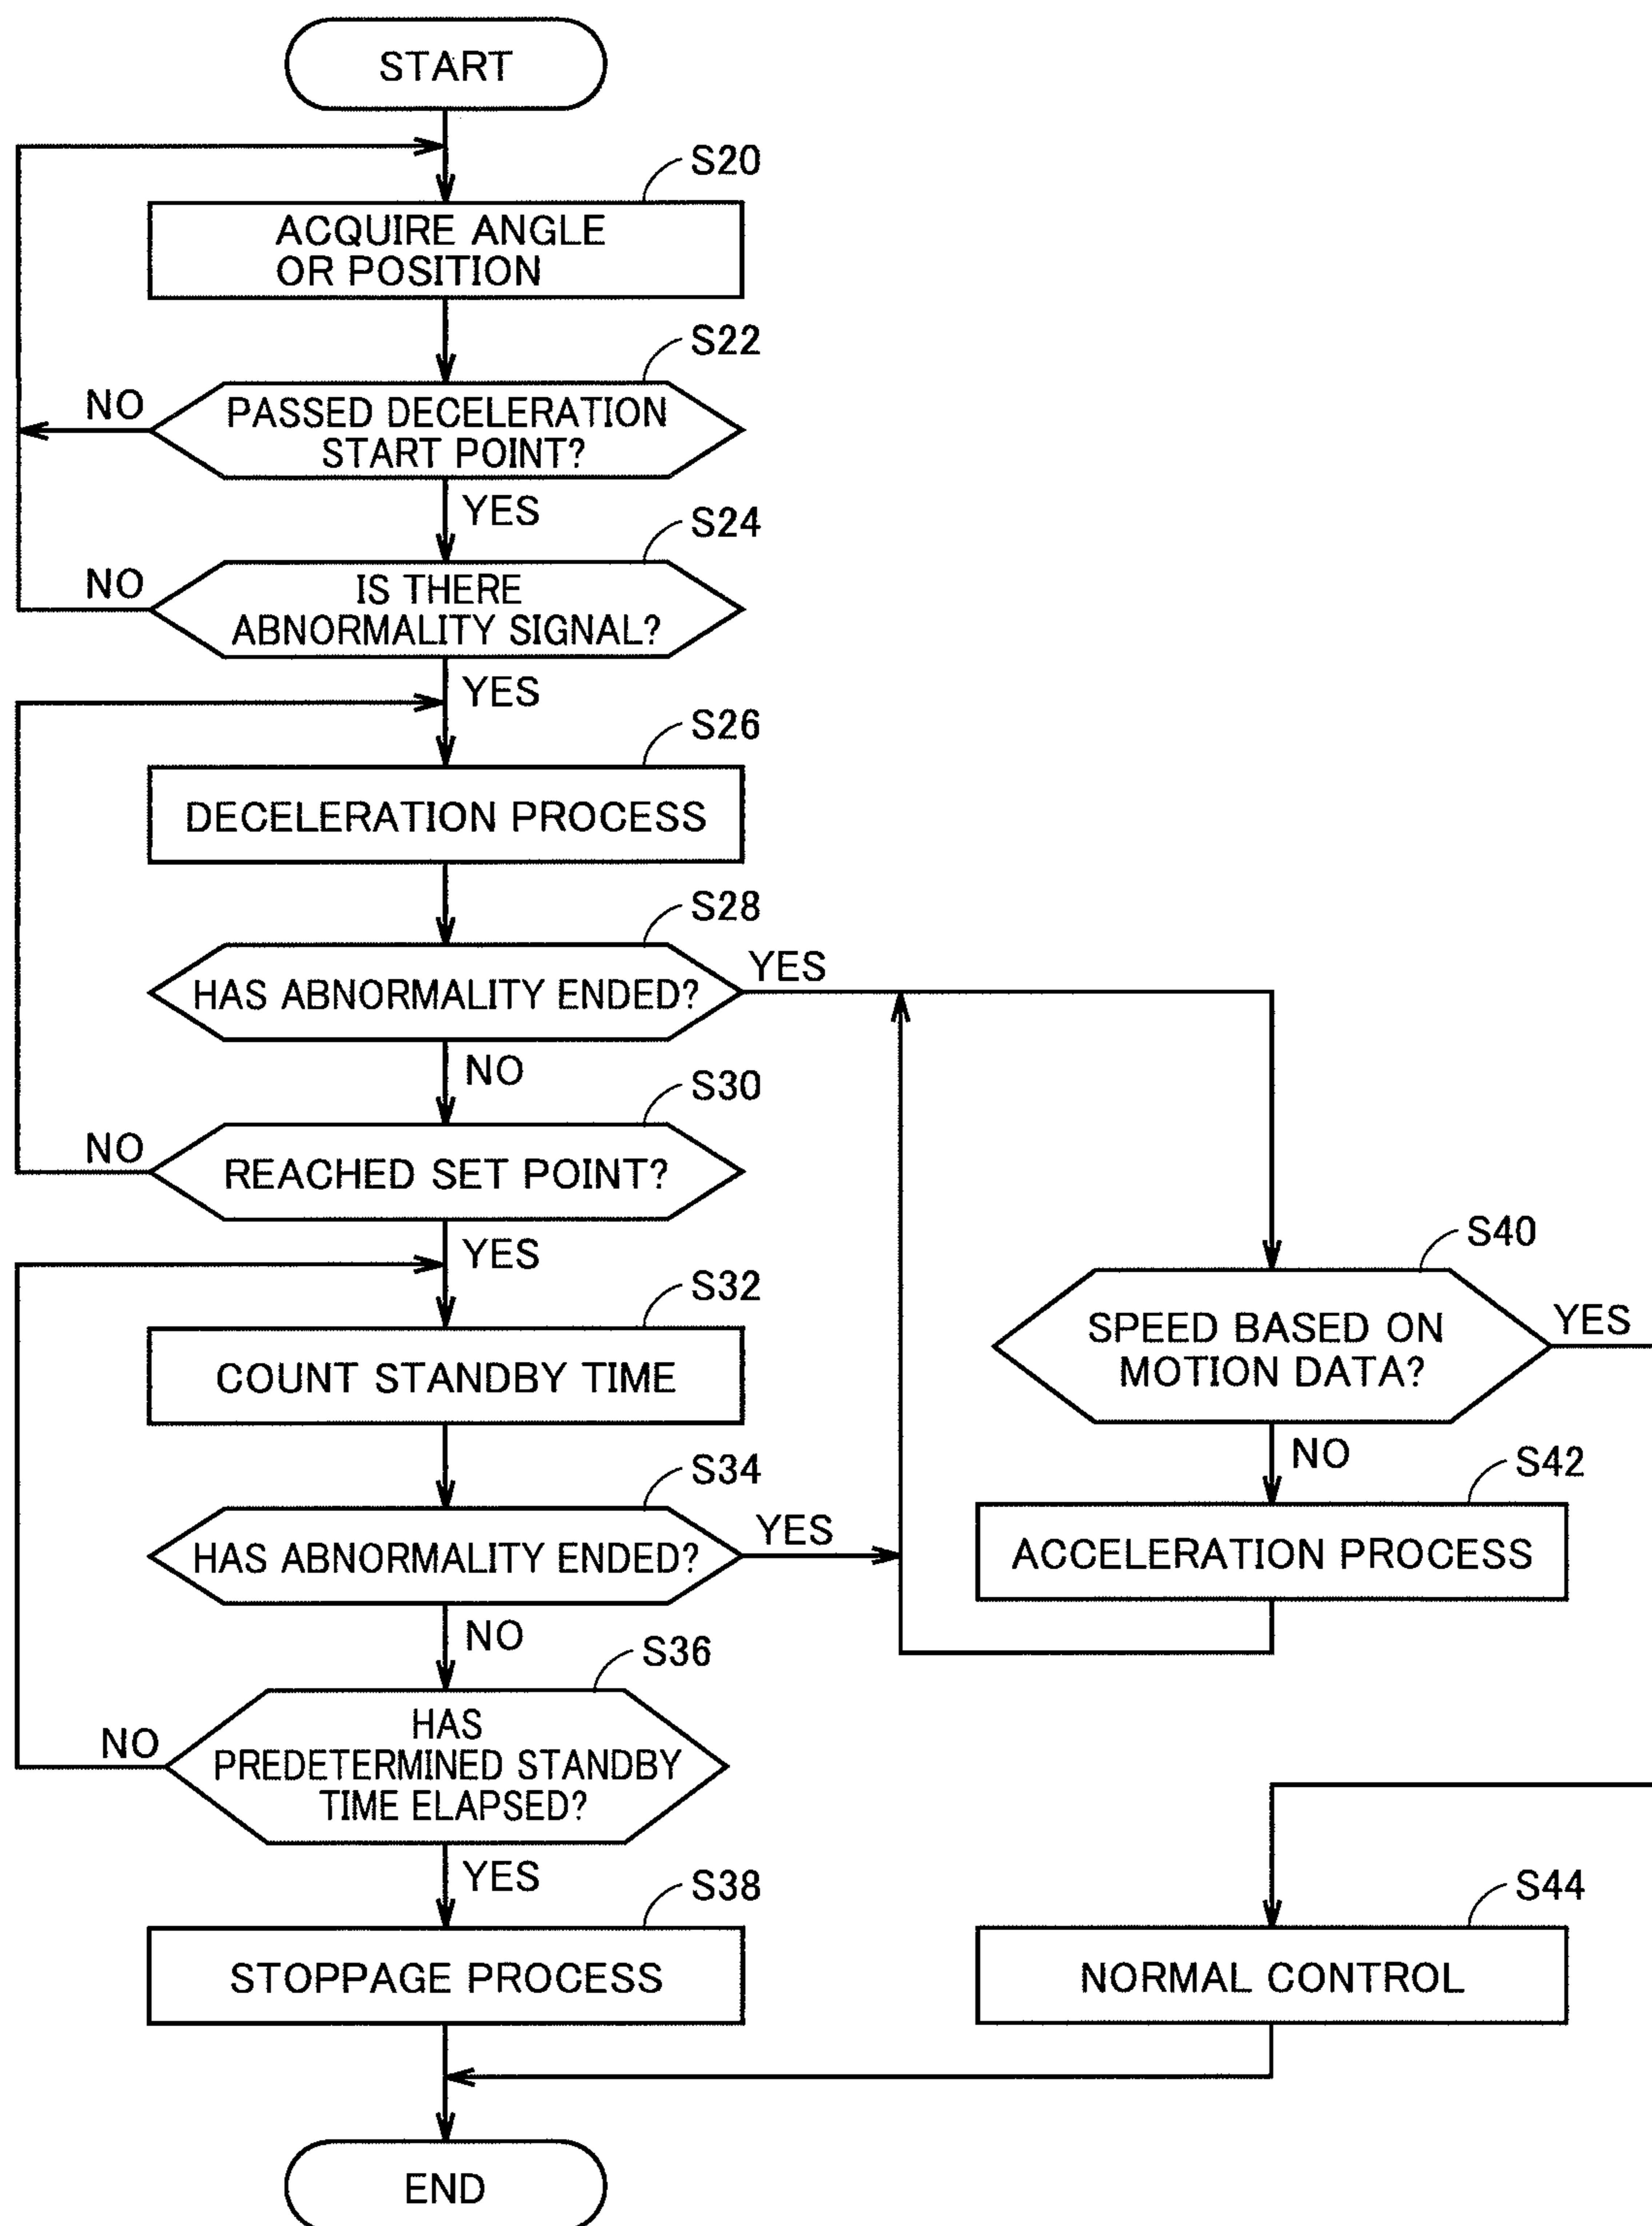 START
S20
ACQUIRE ANGLE
OR POSITION
S22
PASSED DECELERATION
START POINT?
NO
YES
S24
IS THERE
ABNORMALITY SIGNAL?
NO
YES
S26
DECELERATION PROCESS
S28
HAS ABNORMALITY ENDED?
YES
NO
S30
REACHED SET POINT?
NO
YES
S32
COUNT STANDBY TIME
S34
HAS ABNORMALITY ENDED?
YES
NO
S36
HAS
PREDETERMINED STANDBY
TIME ELAPSED?
NO
YES
S38
STOPPAGE PROCESS
S40
SPEED BASED ON
MOTION DATA?
YES
NO
S42
ACCELERATION PROCESS
S44
NORMAL CONTROL
END